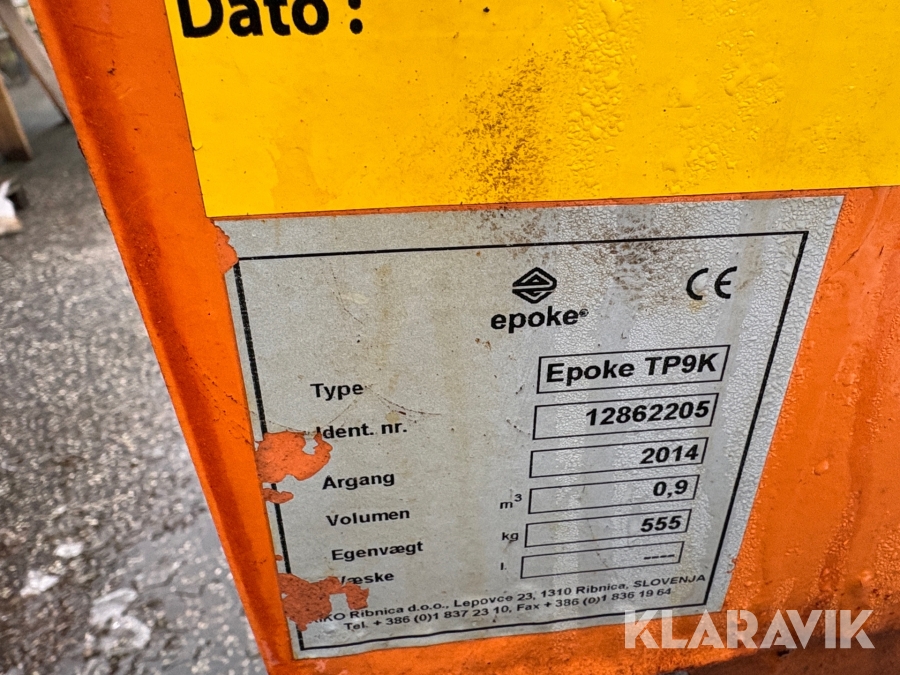 Dato :
CE
epoke®
Type Epoke TP9K
Ident. nr. 12862205
Argang 2014
Volumen m³ 0,9
Egenvægt kg 555
Væske l. ----
Ribnica d.o.o., Lepovce 23, 1310 Ribnica, SLOVENJA
Tel. + 386 (0)1 837 23 10, Fax + 386 (0)1 836 19 64
KLARAVIK